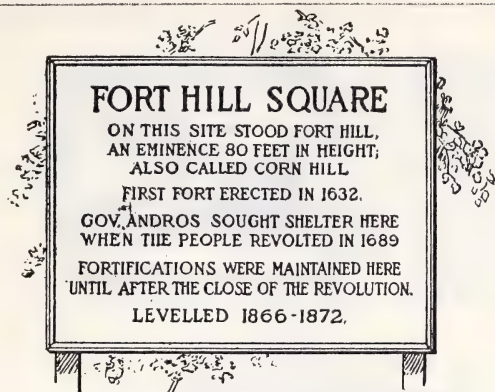 FORT HILL SQUARE
ON THIS SITE STOOD FORT HILL,
AN EMINENCE 80 FEET IN HEIGHT;
ALSO CALLED CORN HILL
FIRST FORT ERECTED IN 1632.
GOV. ANDROS SOUGHT SHELTER HERE
WHEN THE PEOPLE REVOLTED IN 1689
FORTIFICATIONS WERE MAINTAINED HERE
UNTIL AFTER THE CLOSE OF THE REVOLUTION.
LEVELLED 1866-1872.